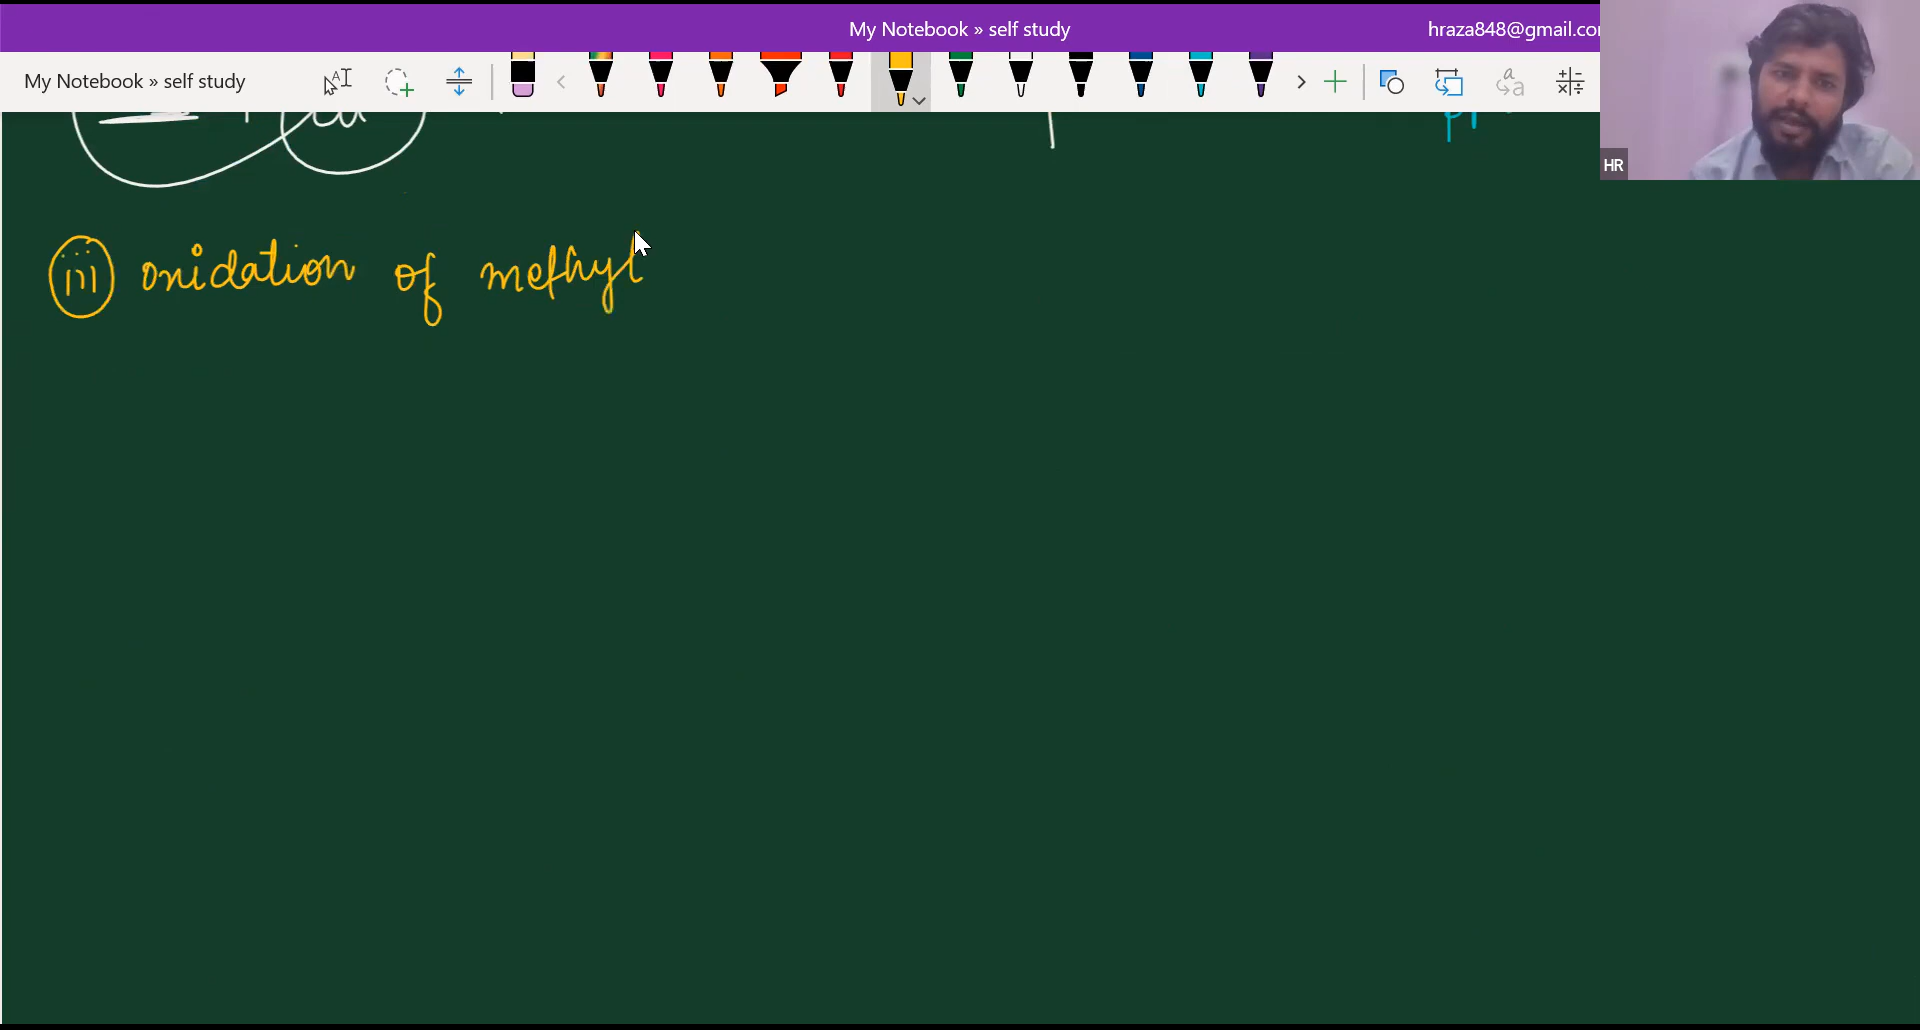 My Notebook » self study
hraza848@gmail.co
My Notebook » self study
HR
(iii) oxidation of methyl